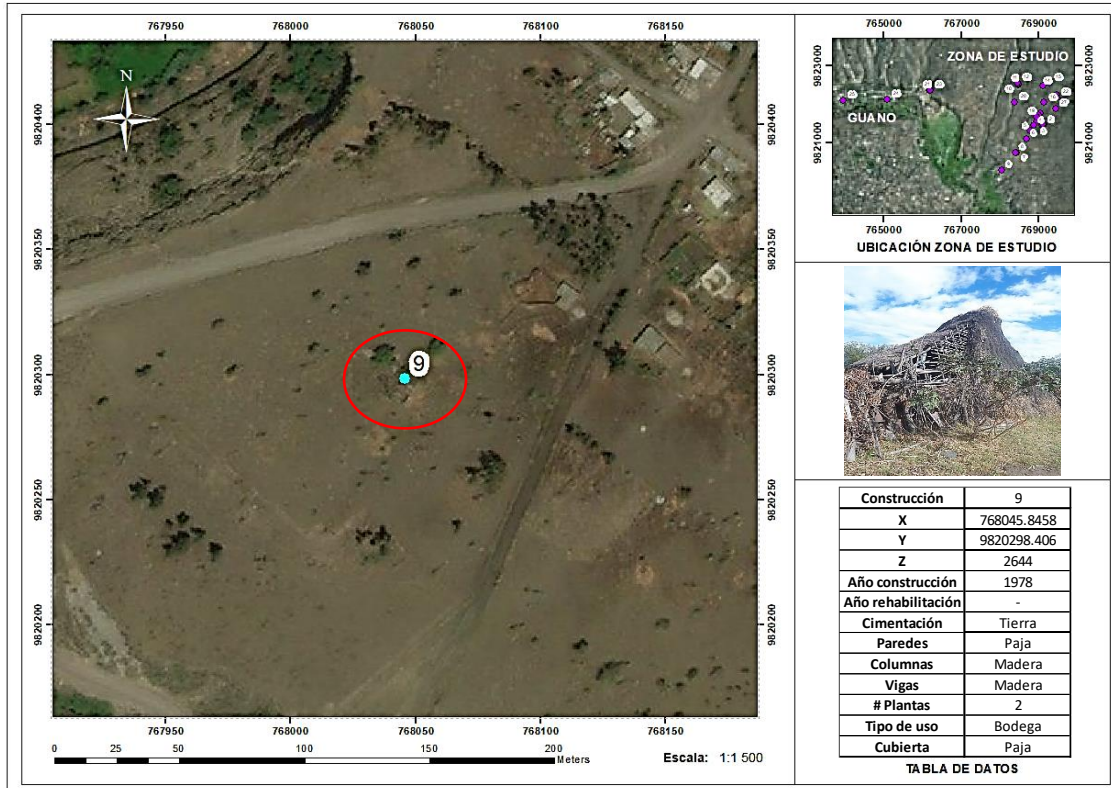 767950 768000 768050 768100 768150
N
9820400
9820400
9820350
9820350
9820300
9820300
9820250
9820250
9820200
9820200
9
767950 768000 768050 768100 768150
0 25 50 100 150 200
Meters
Escala: 1:1 500
765000 767000 769000
9823000
9823000
9821000
9821000
ZONA DE ESTUDIO
GUANO
765000 767000 769000
UBICACIÓN ZONA DE ESTUDIO
Construcción 9
X 768045.8458
Y 9820298.406
Z 2644
Año construcción 1978
Año rehabilitación -
Cimentación Tierra
Paredes Paja
Columnas Madera
Vigas Madera
# Plantas 2
Tipo de uso Bodega
Cubierta Paja
TABLA DE DATOS